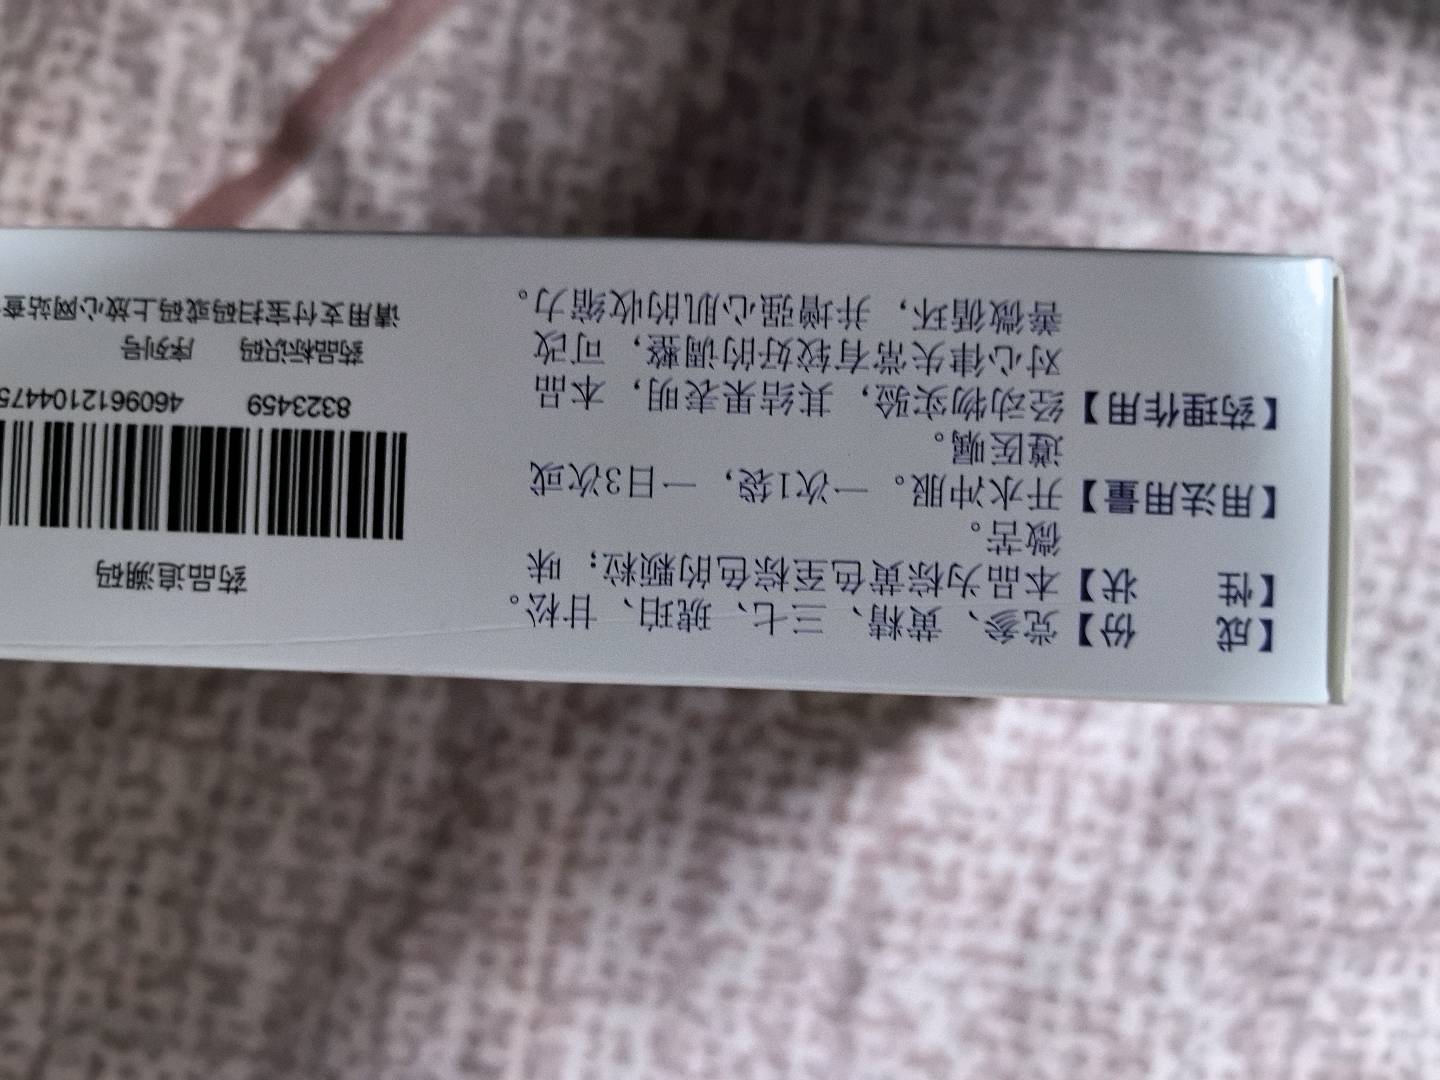 【成　　份】党参、黄精、三七、琥珀、甘松。
【性　　状】本品为棕黄色至棕色的颗粒；味
微苦。
【用法用量】开水冲服。一次1袋，一日3次或
遵医嘱。
【药理作用】经动物实验，其结果表明，本品
对心律失常有较好的调整，可改
善微循环，并增强心肌的收缩力。
药品追溯码
8323459 4609612104475
药品标识码 序列号
请用支付宝扫码或码上放心网站查